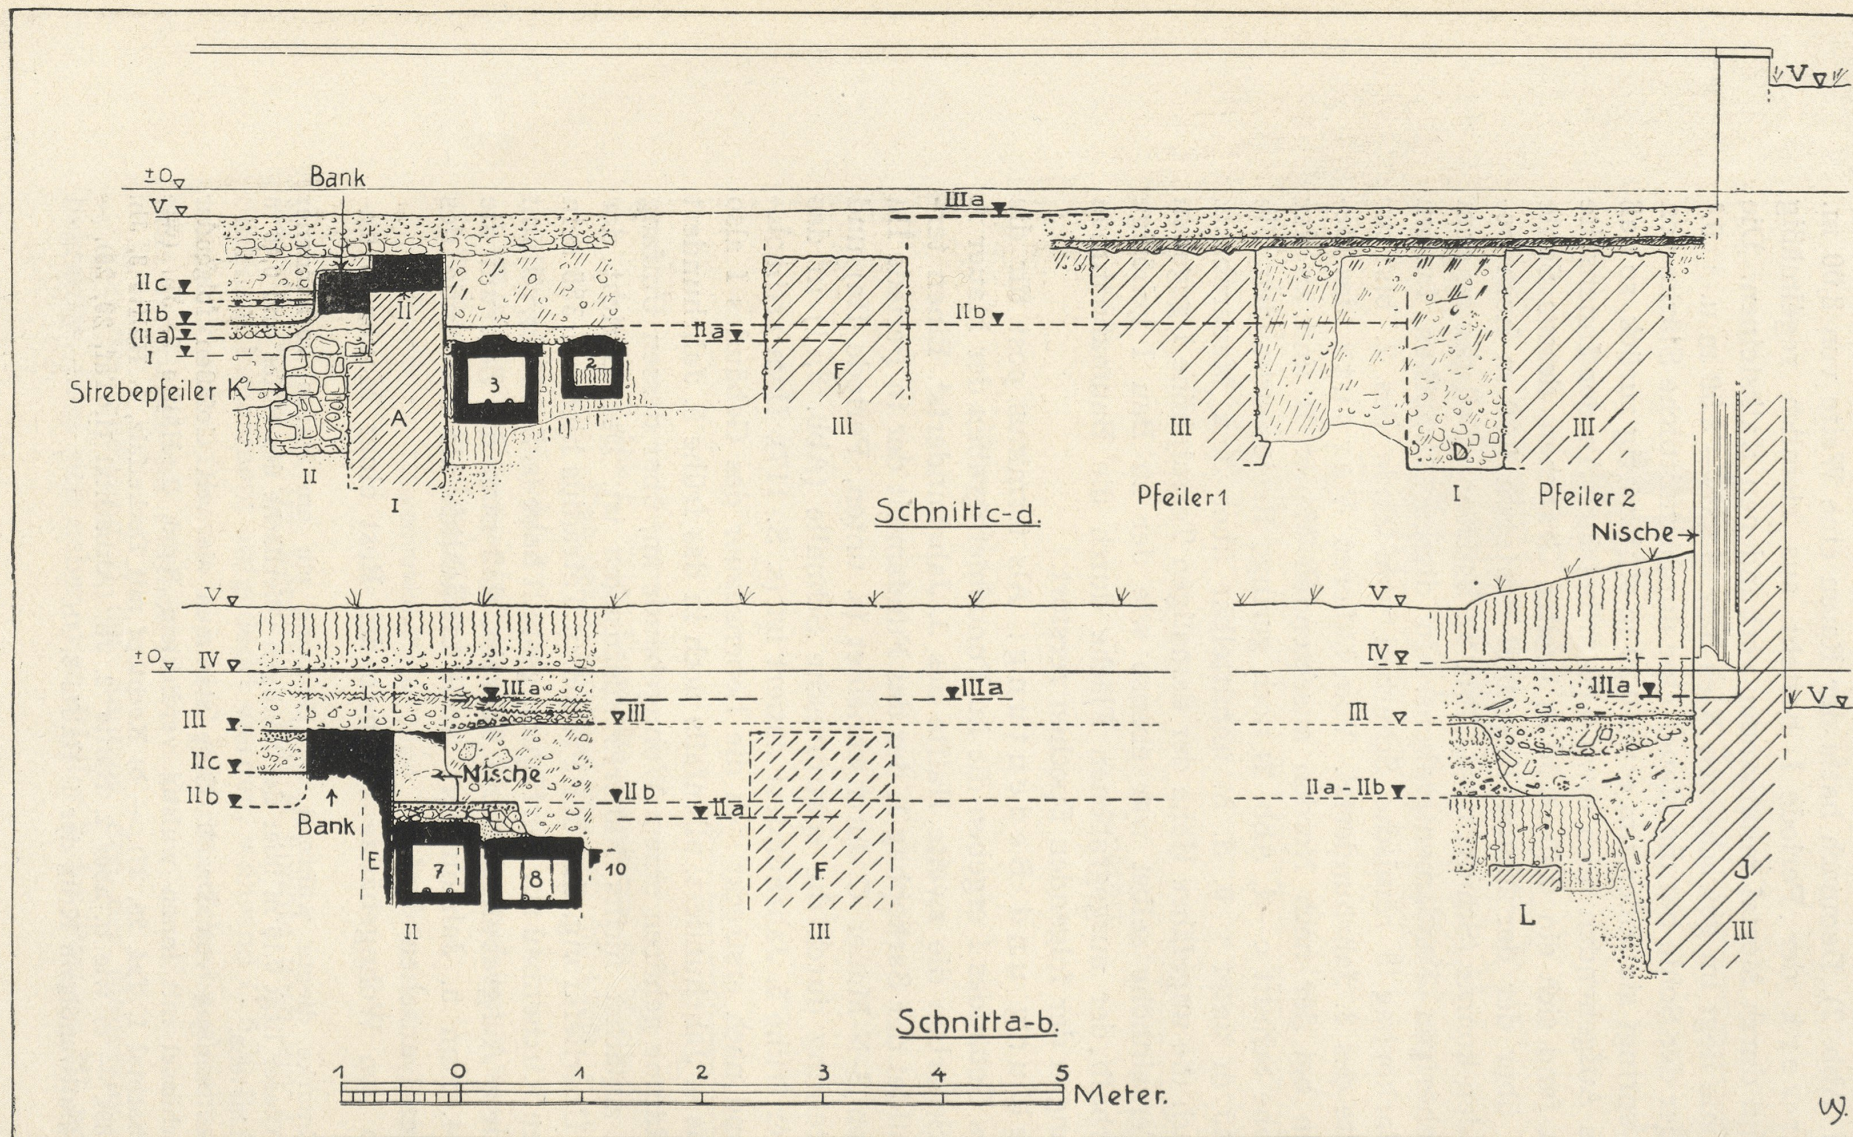 V
±0
Bank
V
IIIa
IIc
IIb
(IIa)
I
II
IIa
IIb
3
2
F
Strebepfeiler K
A
III
III
III
D
II
I
Pfeiler 1
I
Pfeiler 2
Schnitt c-d.
Nische
V
V
±0
IV
IV
IIIa
IIIa
IIIa
V
III
III
III
IIc
Nische
IIb
IIb
IIa
IIa-IIb
Bank
E
7
8
10
F
J
L
II
III
III
Schnitt a-b.
1 0 1 2 3 4 5
Meter.